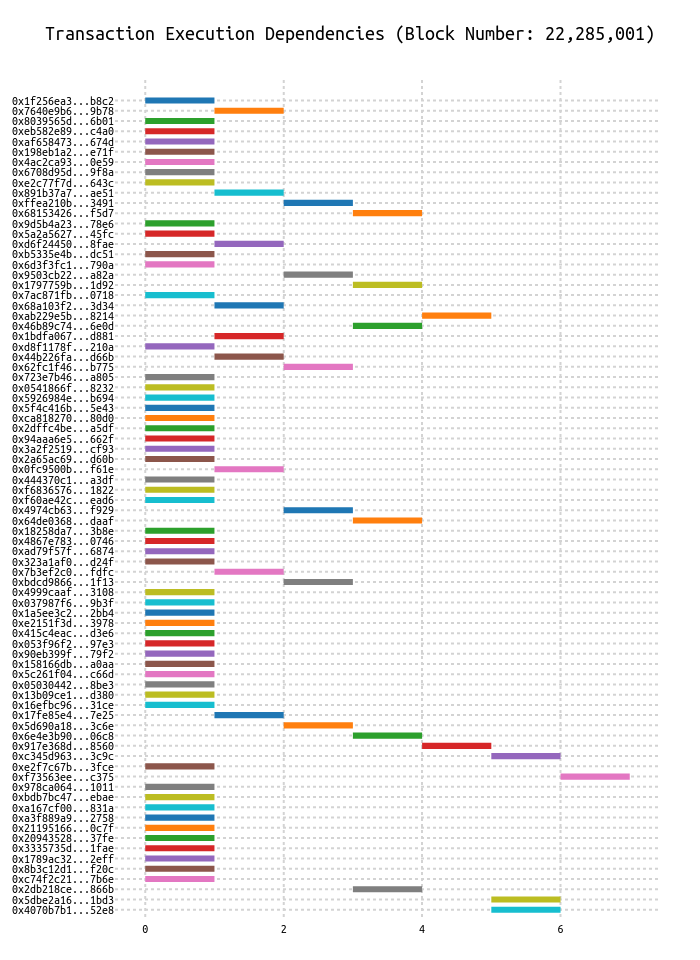 Transaction Execution Dependencies (Block Number: 22,285,001)
0x1f256ea3...b8c2
0x7640e9b6...9b78
0x8039565d...6b01
0xeb582e89...c4a0
0xaf658473...674d
0x198eb1a2...e71f
0x4ac2ca93...0e59
0x6708d95d...9f8a
0xe2c77f7d...643c
0x891b37a7...ae51
0xffea210b...3491
0x68153426...f5d7
0x9d5b4a23...78e6
0x5a2a5627...45fc
0xd6f24450...8fae
0xb5335e4b...dc51
0x6d3f3fc1...790a
0x9503cb22...a82a
0x1797759b...1d92
0x7ac871fb...0718
0x68a103f2...3d34
0xab229e5b...8214
0x46b89c74...6e0d
0x1bdfa067...d881
0xd8f1178f...210a
0x44b226fa...d66b
0x62fc1f46...b775
0x723e7b46...a805
0x0541866f...8232
0x5926984e...b694
0x5f4c416b...5e43
0xca818270...80d0
0x2dffc4be...a5df
0x94aaa6e5...662f
0x3a2f2519...cf93
0x2a65ac69...d60b
0x0fc9500b...f61e
0x444370c1...a3df
0xf6836576...1822
0xf60ae42c...ead6
0x4974cb63...f929
0x64de0368...daaf
0x18258da7...3b8e
0x4867e783...0746
0xad79f57f...6874
0x323a1af0...d24f
0x7b3ef2c0...fdfc
0xbdcd9866...1f13
0x4999caaf...3108
0x037987f6...9b3f
0x1a5ee3c2...2bb4
0xe2151f3d...3978
0x415c4eac...d3e6
0x053f96f2...97e3
0x90eb399f...79f2
0x158166db...a0aa
0x5c261f04...c66d
0x05030442...8be3
0x13b09ce1...d380
0x16efbc96...31ce
0x17fe85e4...7e25
0x5d690a18...3c6e
0x6e4e3b90...06c8
0x917e368d...8560
0xc345d963...3c9c
0xe2f7c67b...3fce
0xf73563ee...c375
0x978ca064...1011
0xbdb7bc47...ebae
0xa167cf00...831a
0xa3f889a9...2758
0x21195166...0c7f
0x20943528...37fe
0x3335735d...1fae
0x1789ac32...2eff
0x8b3c12d1...f20c
0xc74f2c21...7b6e
0x2db218ce...866b
0x5dbe2a16...1bd3
0x4070b7b1...52e8
0 2 4 6